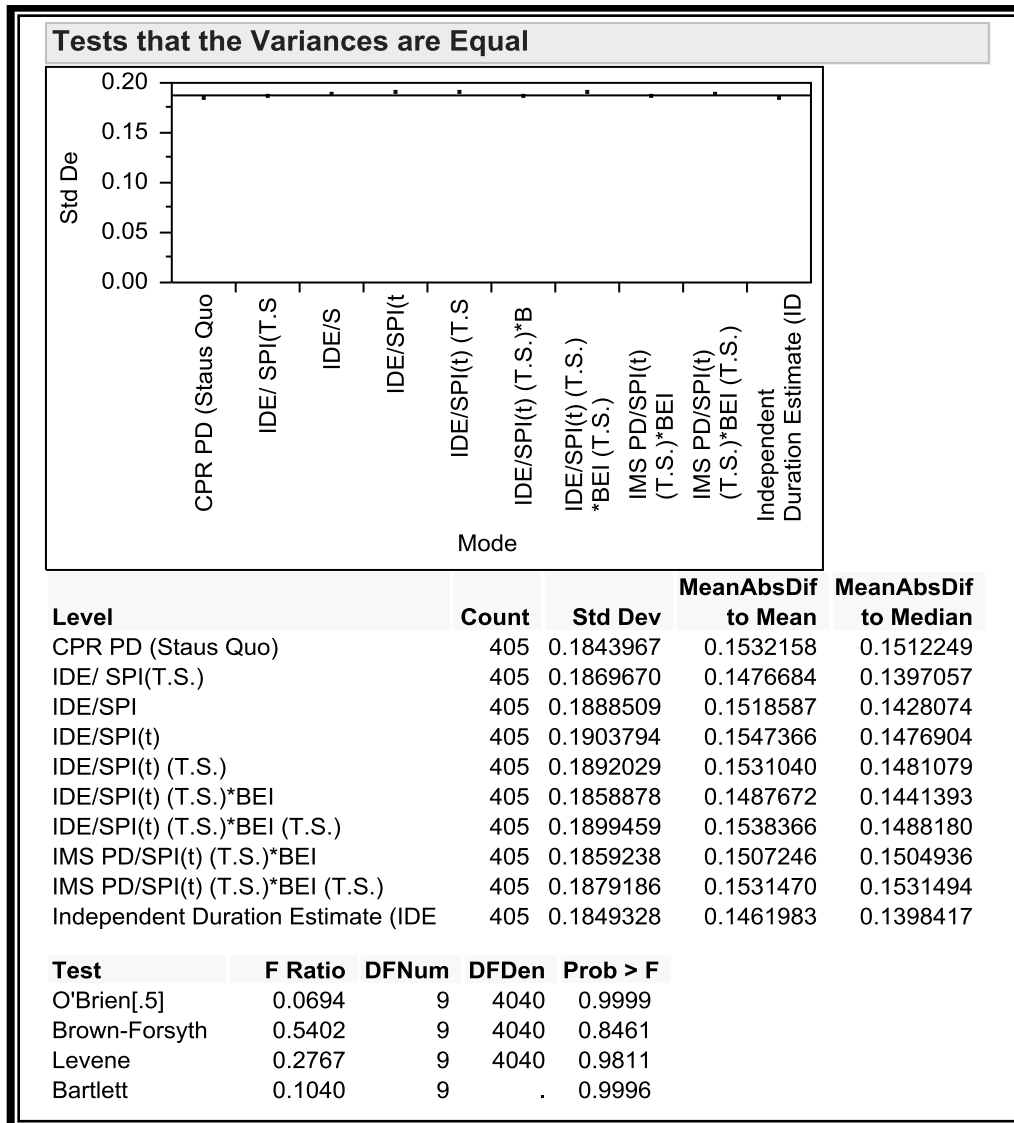 Tests that the Variances are Equal
0.20
0.15
0.10
0.05
0.00
Std De
CPR PD (Staus Quo
IDE/ SPI(T.S
IDE/S
IDE/SPI(t
IDE/SPI(t) (T.S
IDE/SPI(t) (T.S.)*B
IDE/SPI(t) (T.S.)
*BEI (T.S.)
IMS PD/SPI(t)
(T.S.)*BEI
IMS PD/SPI(t)
(T.S.)*BEI (T.S.)
Independent
Duration Estimate (ID
Mode
MeanAbsDif MeanAbsDif
Level Count Std Dev to Mean to Median
CPR PD (Staus Quo) 405 0.1843967 0.1532158 0.1512249
IDE/ SPI(T.S.) 405 0.1869670 0.1476684 0.1397057
IDE/SPI 405 0.1888509 0.1518587 0.1428074
IDE/SPI(t) 405 0.1903794 0.1547366 0.1476904
IDE/SPI(t) (T.S.) 405 0.1892029 0.1531040 0.1481079
IDE/SPI(t) (T.S.)*BEI 405 0.1858878 0.1487672 0.1441393
IDE/SPI(t) (T.S.)*BEI (T.S.) 405 0.1899459 0.1538366 0.1488180
IMS PD/SPI(t) (T.S.)*BEI 405 0.1859238 0.1507246 0.1504936
IMS PD/SPI(t) (T.S.)*BEI (T.S.) 405 0.1879186 0.1531470 0.1531494
Independent Duration Estimate (IDE 405 0.1849328 0.1461983 0.1398417
Test F Ratio DFNum DFDen Prob > F
O'Brien[.5] 0.0694 9 4040 0.9999
Brown-Forsyth 0.5402 9 4040 0.8461
Levene 0.2767 9 4040 0.9811
Bartlett 0.1040 9 . 0.9996